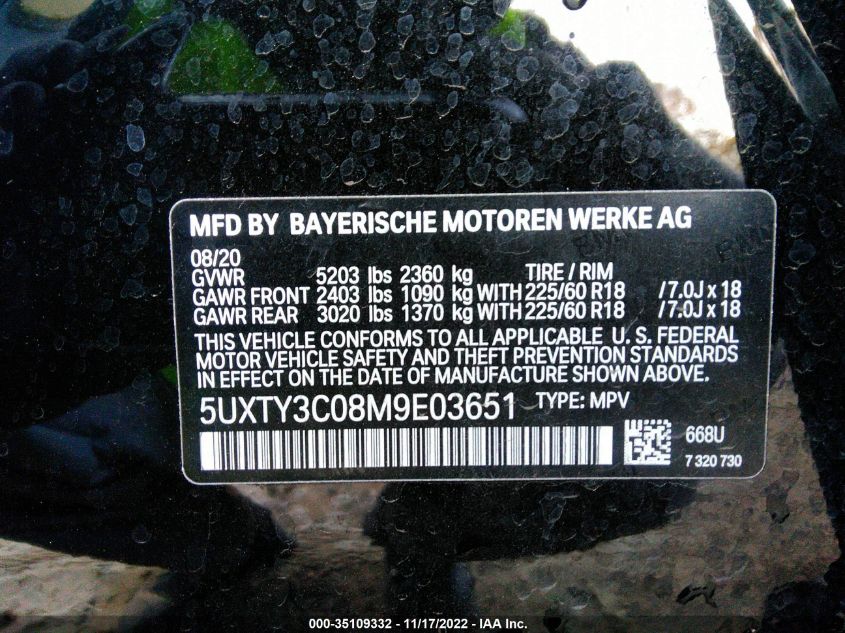 MFD BY BAYERISCHE MOTOREN WERKE AG
08/20
GVWR 5203 lbs 2360 kg TIRE / RIM
GAWR FRONT 2403 lbs 1090 kg WITH 225/60 R18 /7.0J x 18
GAWR REAR 3020 lbs 1370 kg WITH 225/60 R18 /7.0J x 18
THIS VEHICLE CONFORMS TO ALL APPLICABLE U. S. FEDERAL
MOTOR VEHICLE SAFETY AND THEFT PREVENTION STANDARDS
IN EFFECT ON THE DATE OF MANUFACTURE SHOWN ABOVE.
5UXTY3C08M9E03651 TYPE: MPV
668U
7 320 730
000-35109332 - 11/17/2022 - IAA Inc.